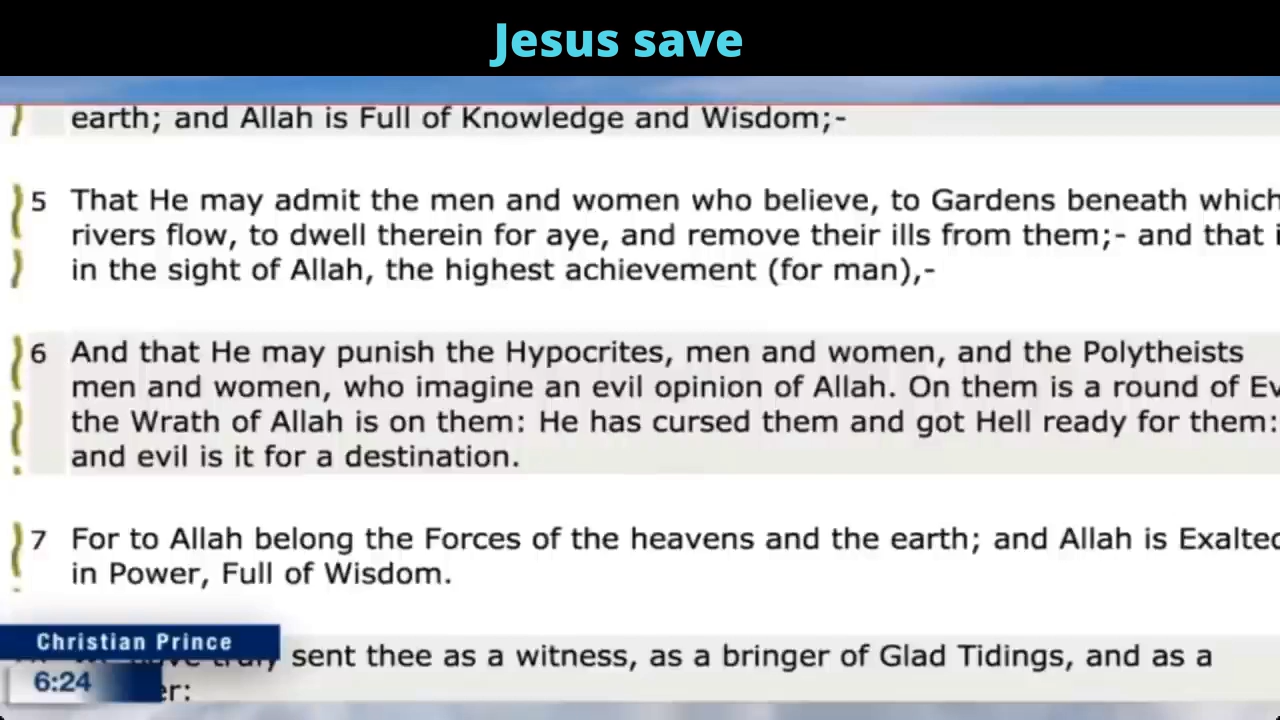 Jesus save
earth; and Allah is Full of Knowledge and Wisdom;-
5 That He may admit the men and women who believe, to Gardens beneath which
rivers flow, to dwell therein for aye, and remove their ills from them;- and that i
in the sight of Allah, the highest achievement (for man),-
6 And that He may punish the Hypocrites, men and women, and the Polytheists
men and women, who imagine an evil opinion of Allah. On them is a round of Ev
the Wrath of Allah is on them: He has cursed them and got Hell ready for them:
and evil is it for a destination.
7 For to Allah belong the Forces of the heavens and the earth; and Allah is Exalted
in Power, Full of Wisdom.
Christian Prince
truly sent thee as a witness, as a bringer of Glad Tidings, and as a
6:24
er: